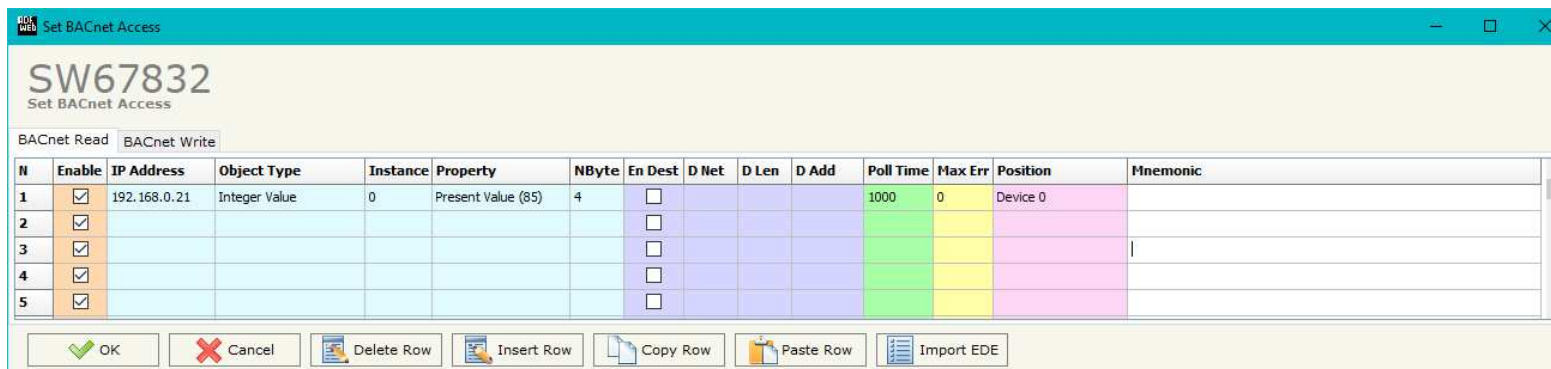 ADF WEB Set BACnet Access
SW67832
Set BACnet Access
BACnet Read BACnet Write
N Enable IP Address Object Type Instance Property NByte En Dest D Net D Len D Add Poll Time Max Err Position Mnemonic
1 192.168.0.21 Integer Value 0 Present Value (85) 4 1000 0 Device 0
2
3
4
5
OK Cancel Delete Row Insert Row Copy Row Paste Row Import EDE